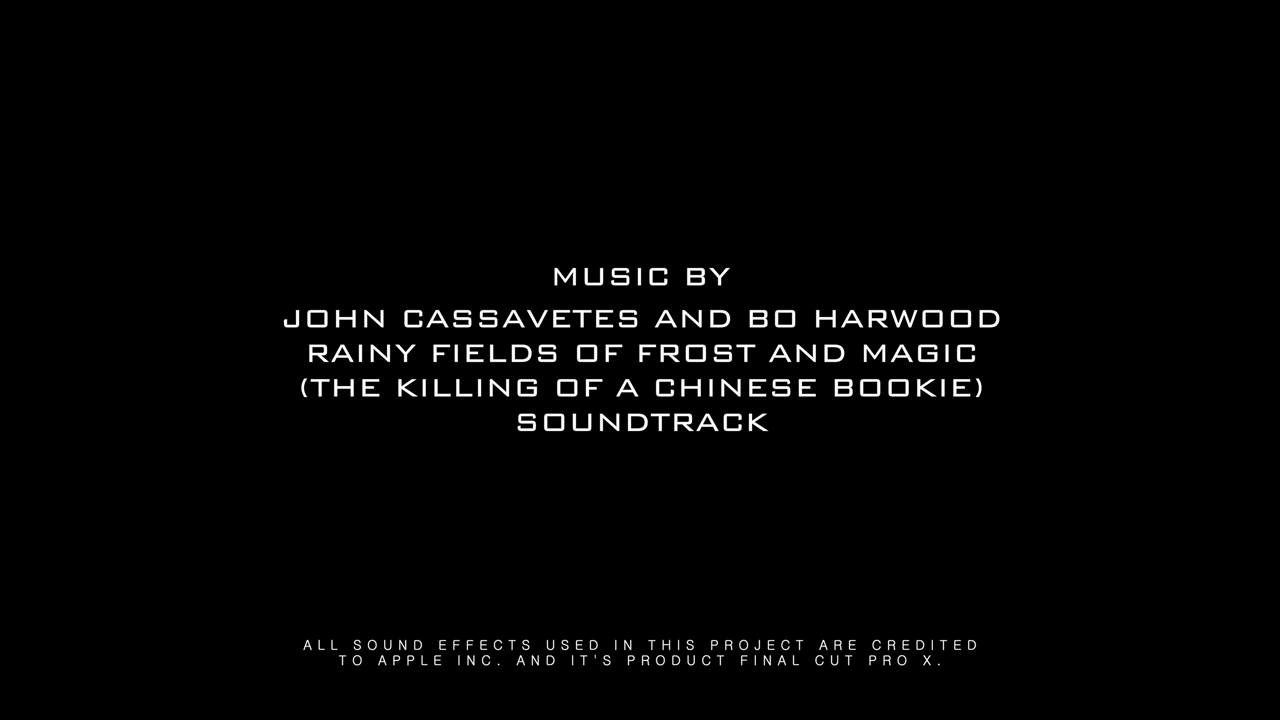 MUSIC BY
JOHN CASSAVETES AND BO HARWOOD
RAINY FIELDS OF FROST AND MAGIC
(THE KILLING OF A CHINESE BOOKIE)
SOUNDTRACK
ALL SOUND EFFECTS USED IN THIS PROJECT ARE CREDITED
TO APPLE INC. AND IT'S PRODUCT FINAL CUT PRO X.